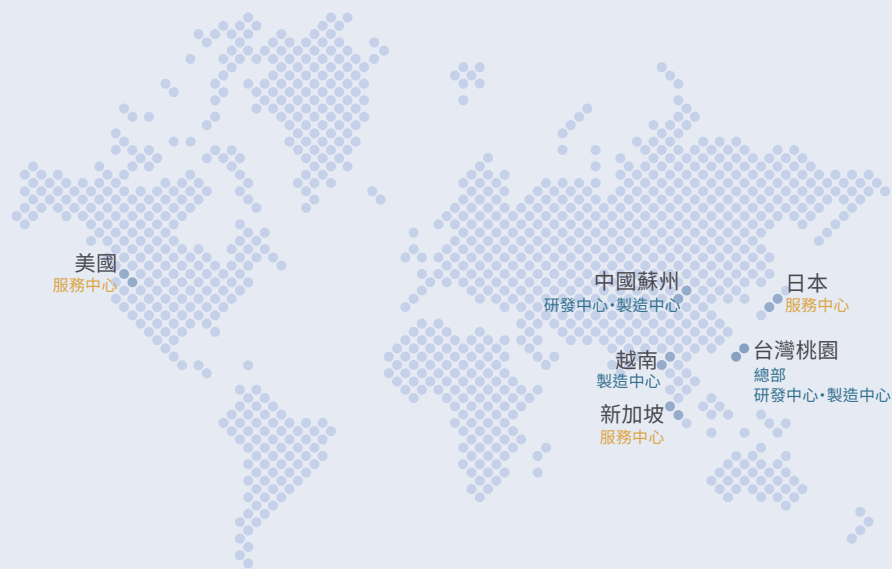 美國
服務中心
中國蘇州
研發中心•製造中心
日本
服務中心
台灣桃園
總部
研發中心•製造中心
越南
製造中心
新加坡
服務中心